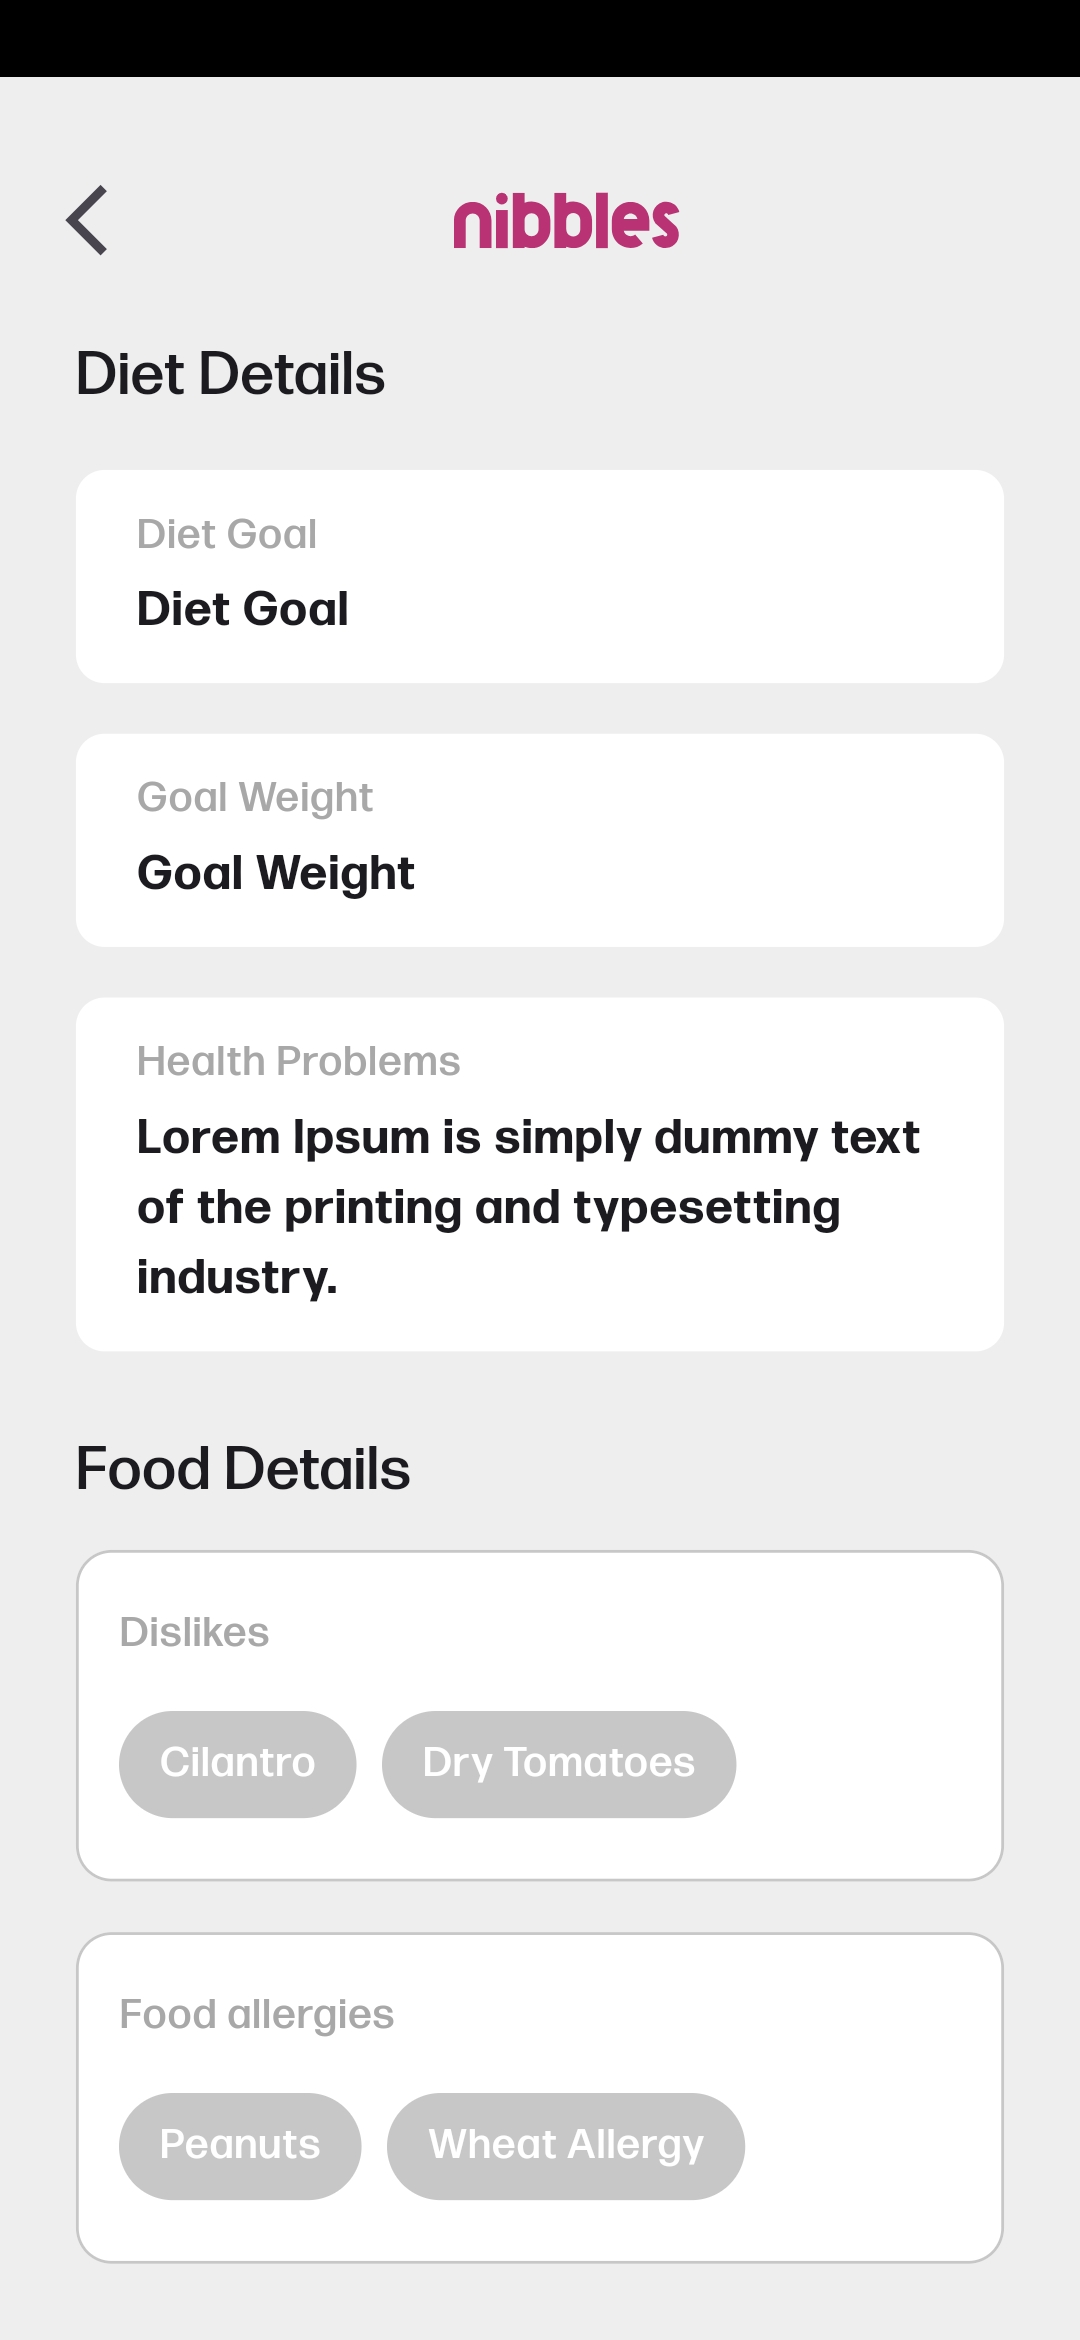 nibbles
Diet Details
Diet Goal
Diet Goal
Goal Weight
Goal Weight
Health Problems
Lorem Ipsum is simply dummy text
of the printing and typesetting
industry.
Food Details
Dislikes
Cilantro Dry Tomatoes
Food allergies
Peanuts Wheat Allergy